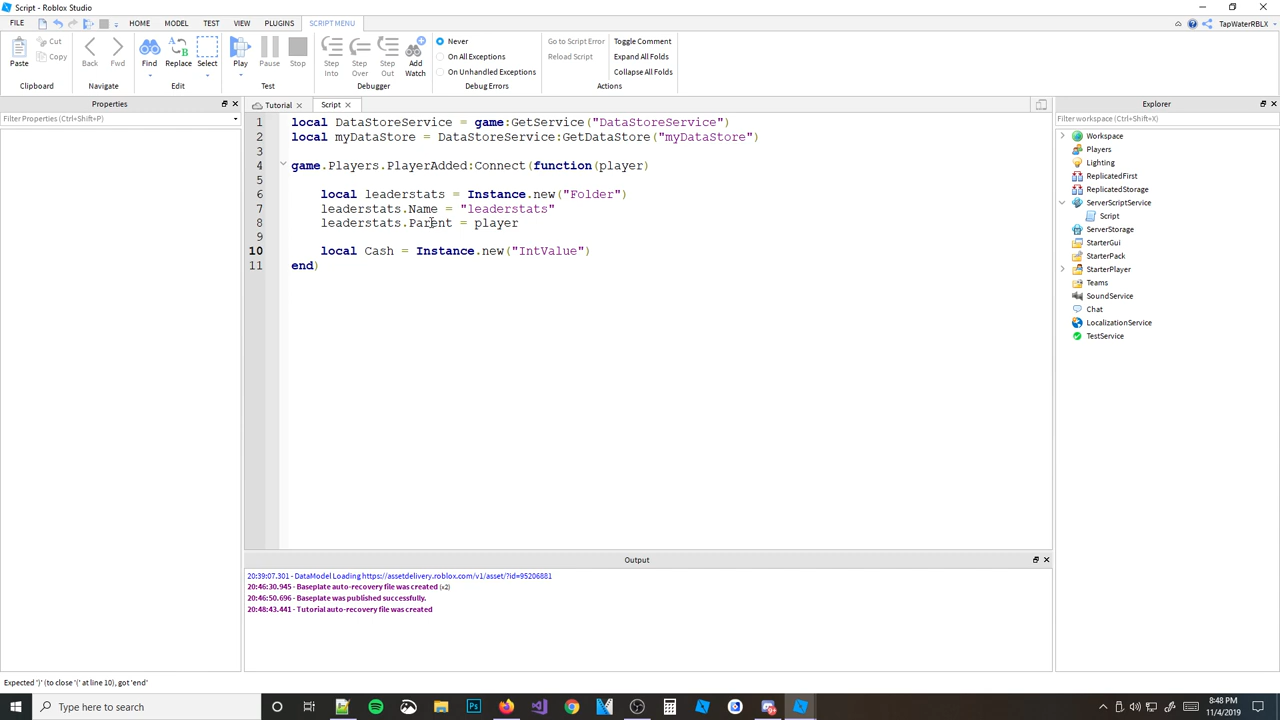 Script - Roblox Studio
FILE HOME MODEL TEST VIEW PLUGINS SCRIPT MENU TapWaterRBLX
Paste
Cut
Copy
Clipboard
Back Fwd
Navigate
Find Replace Select
Edit
Play Pause Stop
Test
Step Into
Step Over
Step Out
Add Watch
Debugger
Never
On All Exceptions
On Unhandled Exceptions
Debug Errors
Go to Script Error
Reload Script
Toggle Comment
Expand All Folds
Collapse All Folds
Actions
Properties
Filter Properties (Ctrl+Shift+P)
Tutorial Script
1 local DataStoreService = game:GetService("DataStoreService")
2 local myDataStore = DataStoreService:GetDataStore("myDataStore")
3
4 game.Players.PlayerAdded:Connect(function(player)
5
6 local leaderstats = Instance.new("Folder")
7 leaderstats.Name = "leaderstats"
8 leaderstats.Parent = player
9
10 local Cash = Instance.new("IntValue")
11 end)
Explorer
Filter workspace (Ctrl+Shift+X)
Workspace
Players
Lighting
ReplicatedFirst
ReplicatedStorage
ServerScriptService
Script
ServerStorage
StarterGui
StarterPack
StarterPlayer
Teams
SoundService
Chat
LocalizationService
TestService
Output
20:39:07.301 - DataModel Loading https://assetdelivery.roblox.com/v1/asset/?id=95206881
20:46:30.945 - Baseplate auto-recovery file was created (x2)
20:46:50.696 - Baseplate was published successfully.
20:48:43.441 - Tutorial auto-recovery file was created
Expected ')' (to close '(' at line 10), got 'end'
Type here to search
8:48 PM
11/4/2019